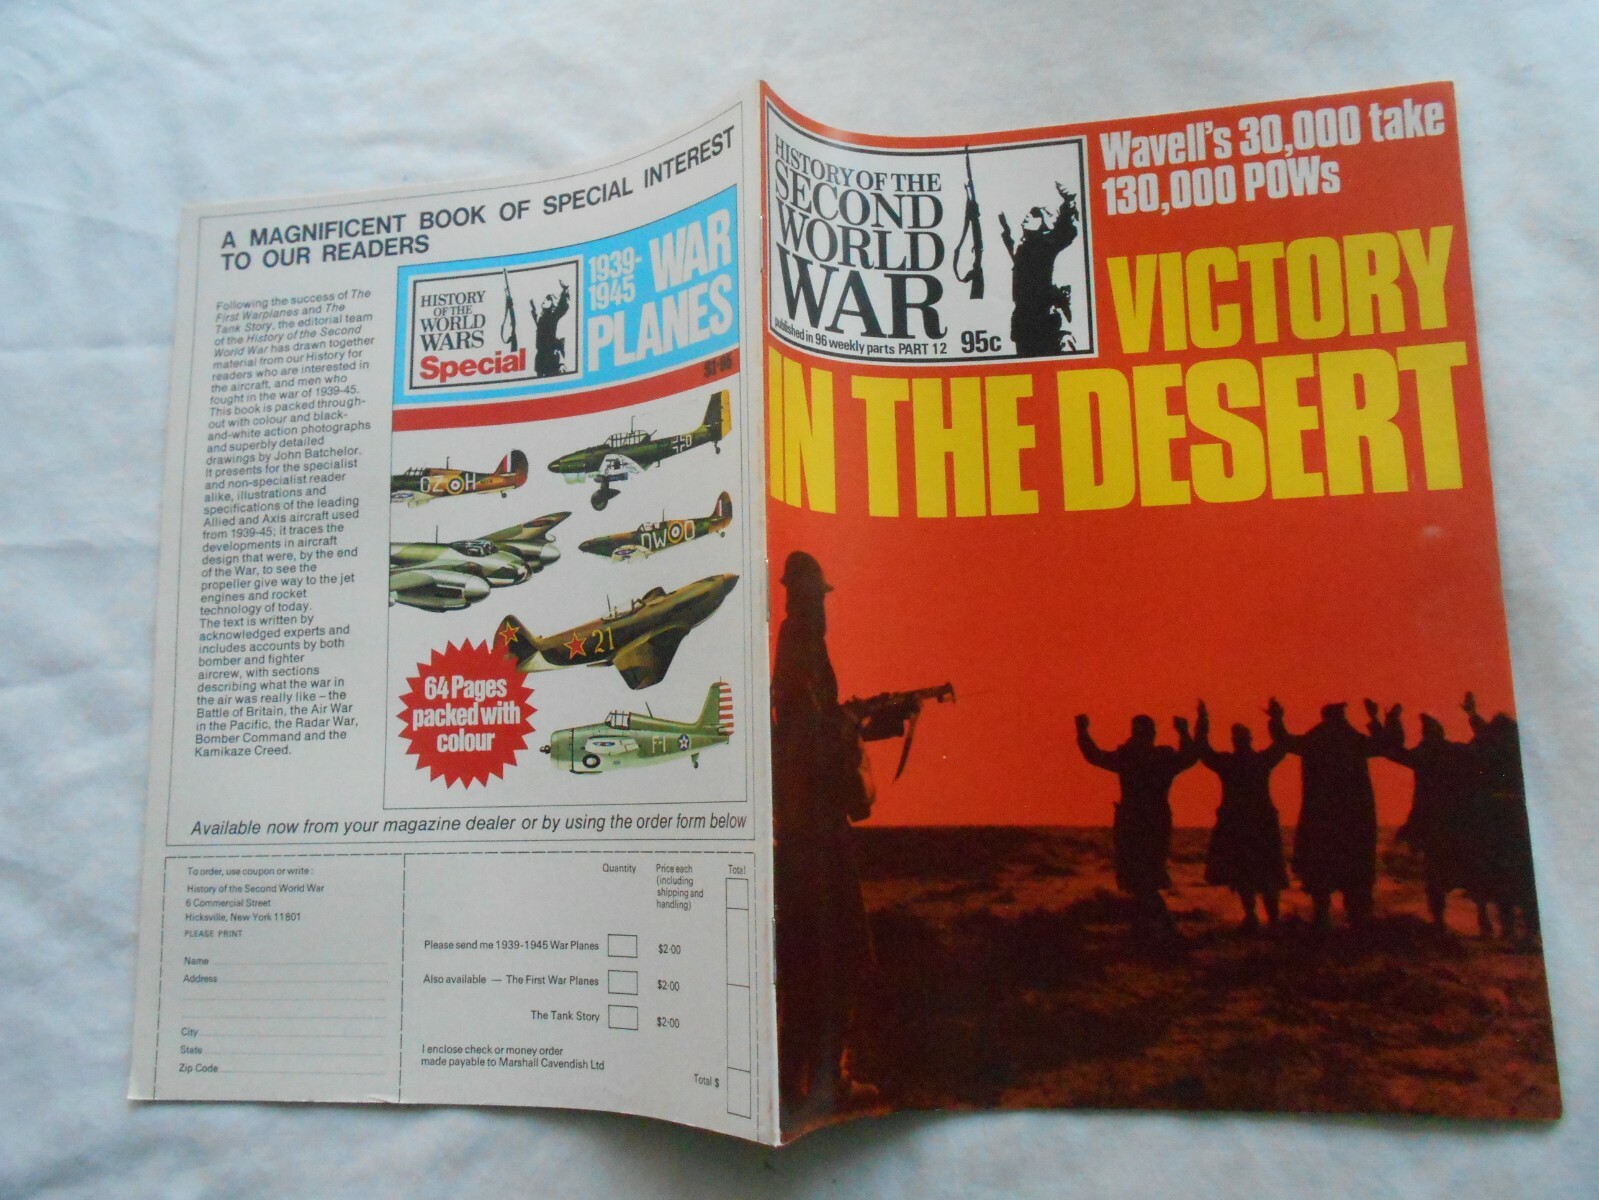 A MAGNIFICENT BOOK OF SPECIAL INTEREST
TO OUR READERS
Following the success of The
First Warplanes and The
Tank Story, the editorial team
of the History of the Second
World War has drawn together
material from our History for
readers who are interested in
the aircraft, and men who
fought in the war of 1939-45.
This book is packed through-
out with colour and black-
and-white action photographs
and superbly detailed
drawings by John Batchelor.
It presents for the specialist
and non-specialist reader
alike, illustrations and
specifications of the leading
Allied and Axis aircraft used
from 1939-45; it traces the
developments in aircraft
design that were, by the end
of the War, to see the
propeller give way to the jet
engines and rocket
technology of today.
The text is written by
acknowledged experts and
includes accounts by both
bomber and fighter
aircrew, with sections
describing what the war in
the air was really like – the
Battle of Britain, the Air War
in the Pacific, the Radar War,
Bomber Command and the
Kamikaze Creed.
HISTORY
OF THE
WORLD
WARS
Special
1939-
1945
WAR
PLANES
$1·95
GZ H
QW O
21
F-1
64 Pages
packed with
colour
Available now from your magazine dealer or by using the order form below
To order, use coupon or write :
History of the Second World War
6 Commercial Street
Hicksville, New York 11801
PLEASE PRINT
Name
Address
City
State
Zip Code
Quantity
Price each
(including
shipping and
handling)
Total
Please send me 1939-1945 War Planes
$2·00
Also available — The First War Planes
$2·00
The Tank Story
$2·00
I enclose check or money order
made payable to Marshall Cavendish Ltd
Total $
HISTORY OF THE
SECOND
WORLD
WAR
published in 96 weekly parts PART 12 95c
Wavell's 30,000 take
130,000 POWs
VICTORY
IN THE DESERT